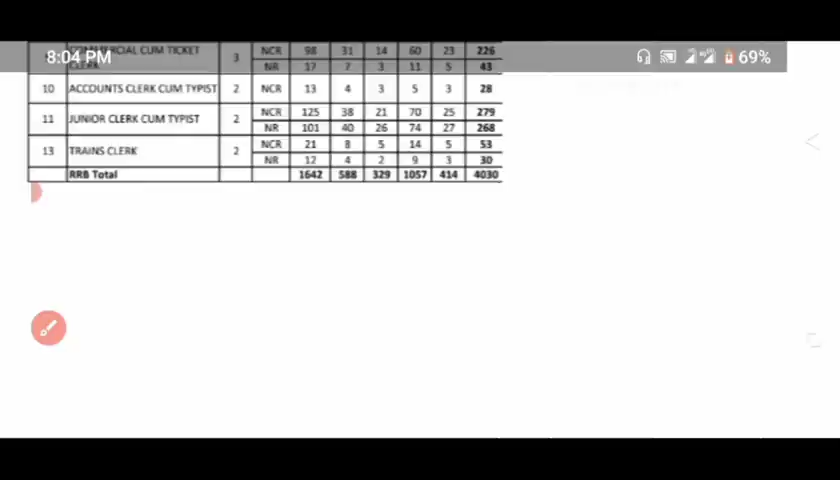 COMMERCIAL CUM TICKET CLERK 3 NCR 98 31 14 60 23 226
NR 17 7 3 11 5 43
8:04 PM 69%
10 ACCOUNTS CLERK CUM TYPIST 2 NCR 13 4 3 5 3 28
11 JUNIOR CLERK CUM TYPIST 2 NCR 125 38 21 70 25 279
NR 101 40 26 74 27 268
13 TRAINS CLERK 2 NCR 21 8 5 14 5 53
NR 12 4 2 9 3 30
RRB Total 1642 588 329 1057 414 4030